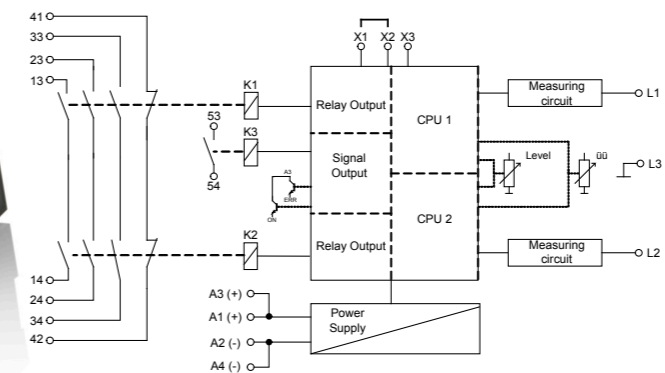 41
33
23
13
X1 X2 X3
K1
53
K3
54
A3
ERR
ON
K2
14
24
34
42
Relay Output
Signal
Output
Relay Output
CPU 1
CPU 2
Measuring
circuit
L1
Level
üü
L3
Measuring
circuit
L2
A3 (+)
A1 (+)
A2 (-)
A4 (-)
Power
Supply